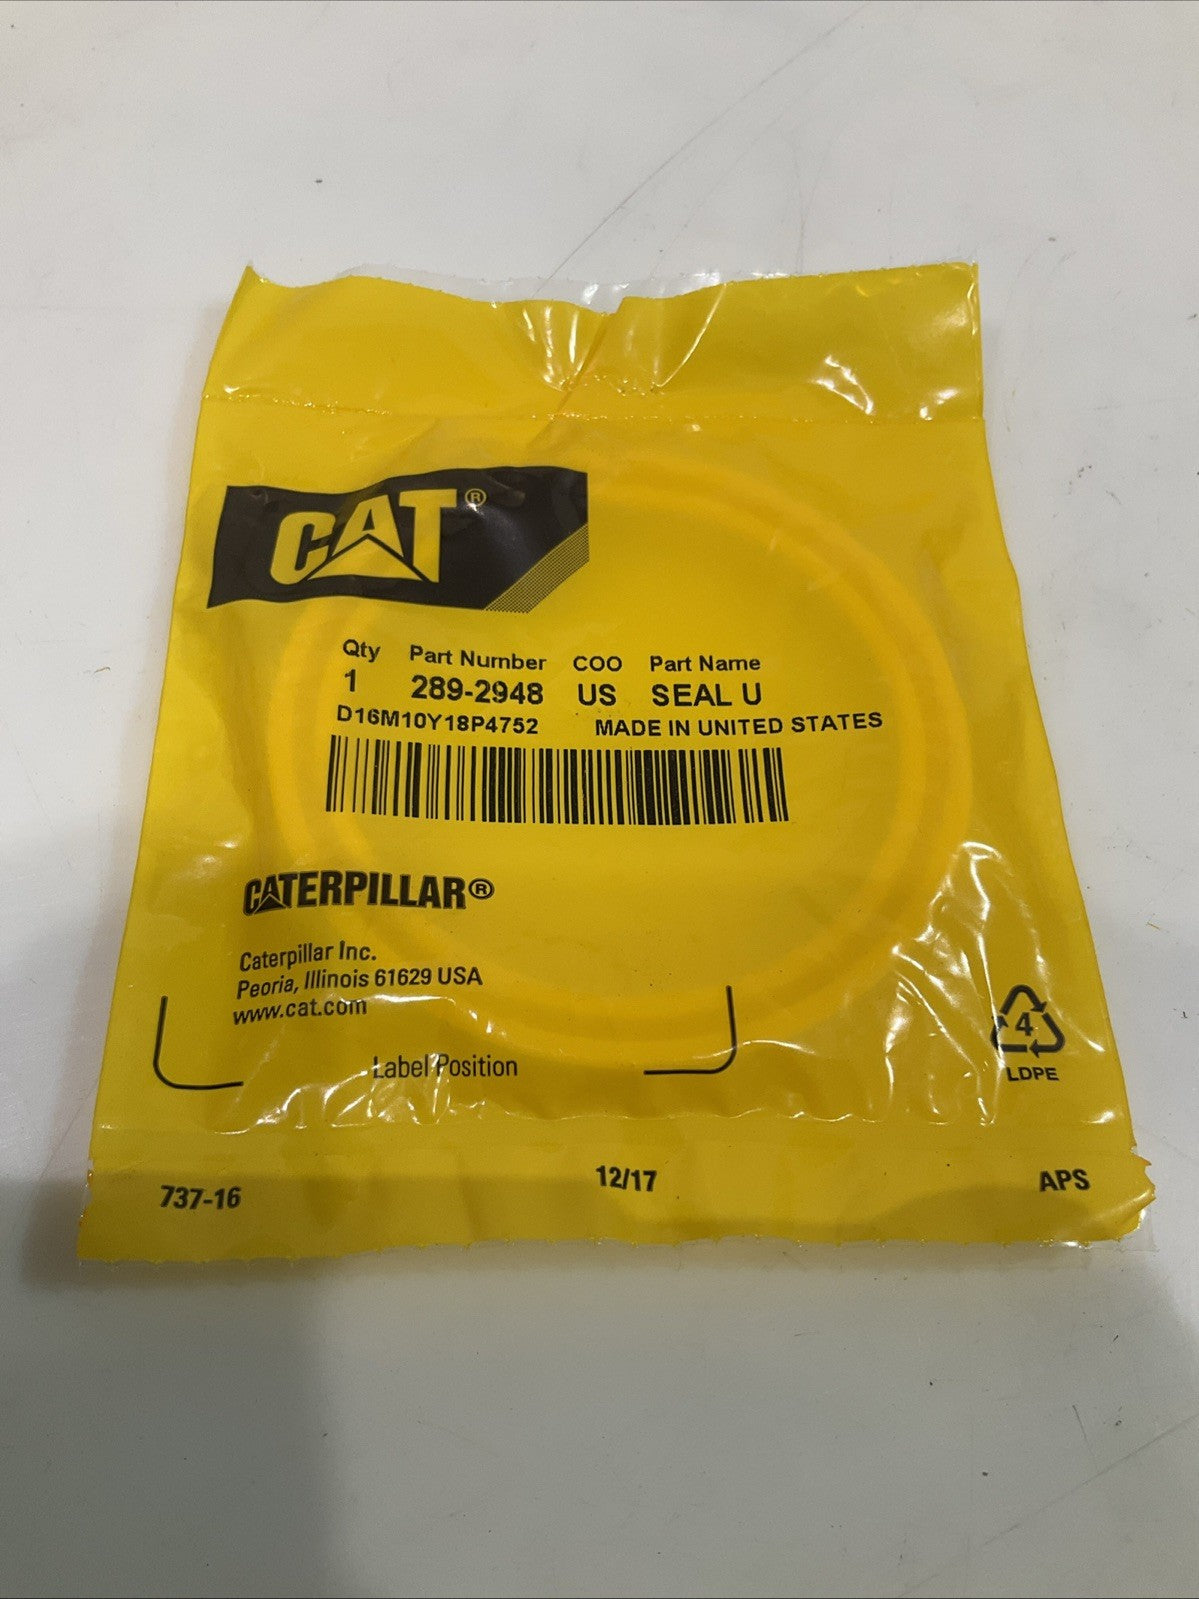 CAT®
Qty Part Number COO Part Name
1 289-2948 US SEAL U
D16M10Y18P4752 MADE IN UNITED STATES
CATERPILLAR®
Caterpillar Inc.
Peoria, Illinois 61629 USA
www.cat.com
Label Position
4
LDPE
737-16 12/17 APS